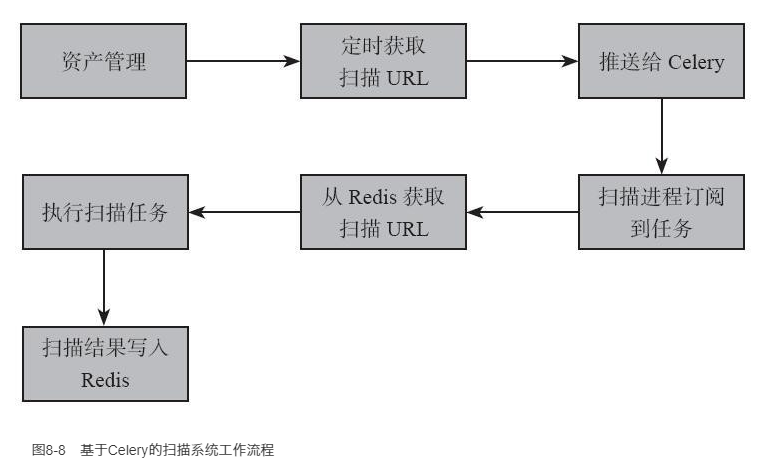 资产管理
定时获取
扫描 URL
推送给 Celery
扫描进程订阅
到任务
从 Redis 获取
扫描 URL
执行扫描任务
扫描结果写入
Redis
图8-8 基于Celery的扫描系统工作流程